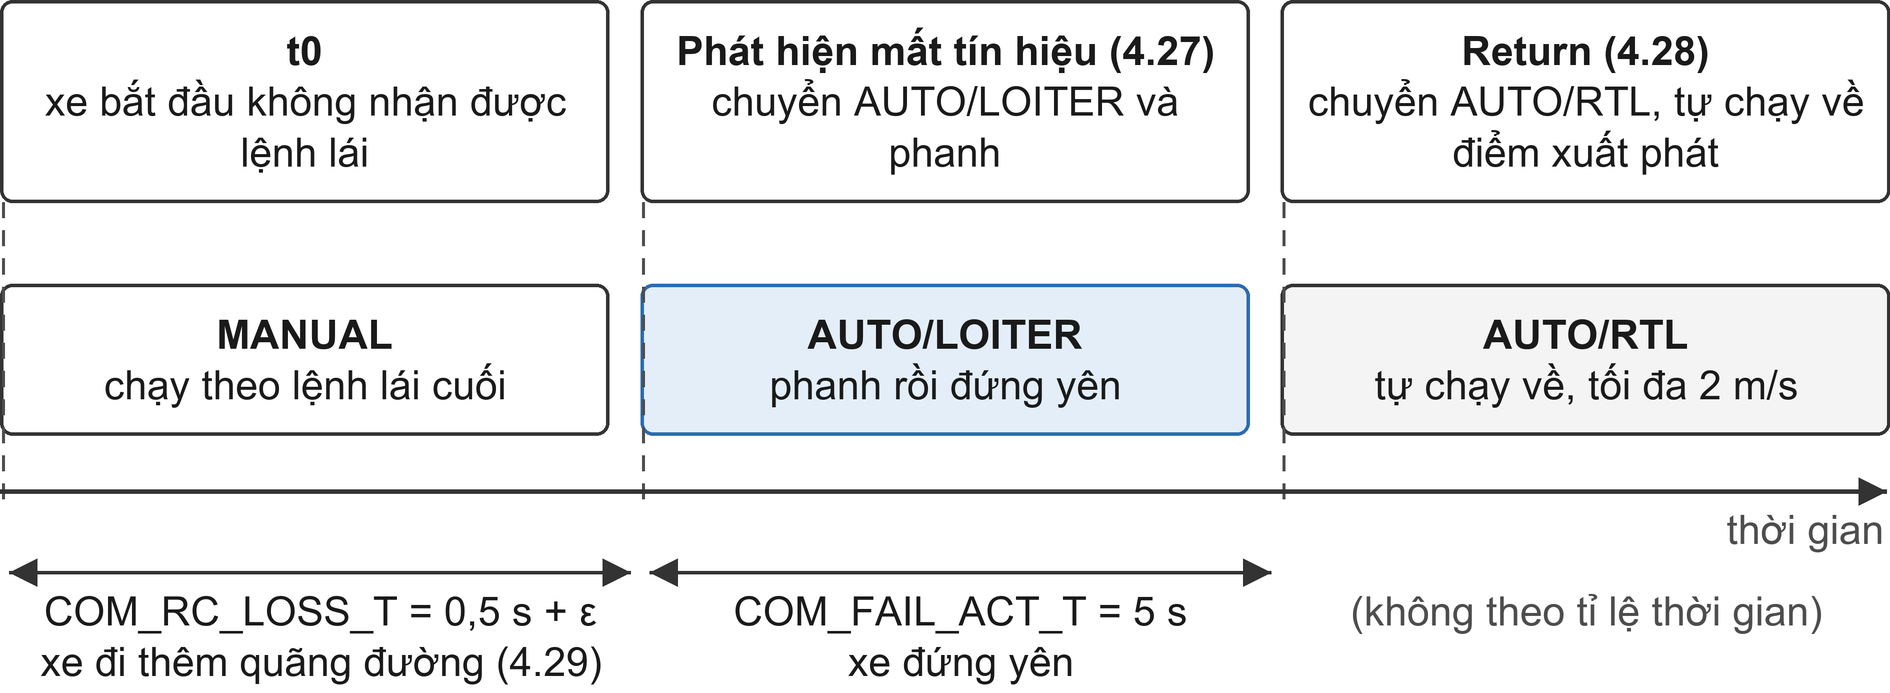 t0
xe bắt đầu không nhận được
lệnh lái
Phát hiện mất tín hiệu (4.27)
chuyển AUTO/LOITER và
phanh
Return (4.28)
chuyển AUTO/RTL, tự chạy về
điểm xuất phát
MANUAL
chạy theo lệnh lái cuối
AUTO/LOITER
phanh rồi đứng yên
AUTO/RTL
tự chạy về, tối đa 2 m/s
thời gian
COM_RC_LOSS_T = 0,5 s + ε
xe đi thêm quãng đường (4.29)
COM_FAIL_ACT_T = 5 s
xe đứng yên
(không theo tỉ lệ thời gian)